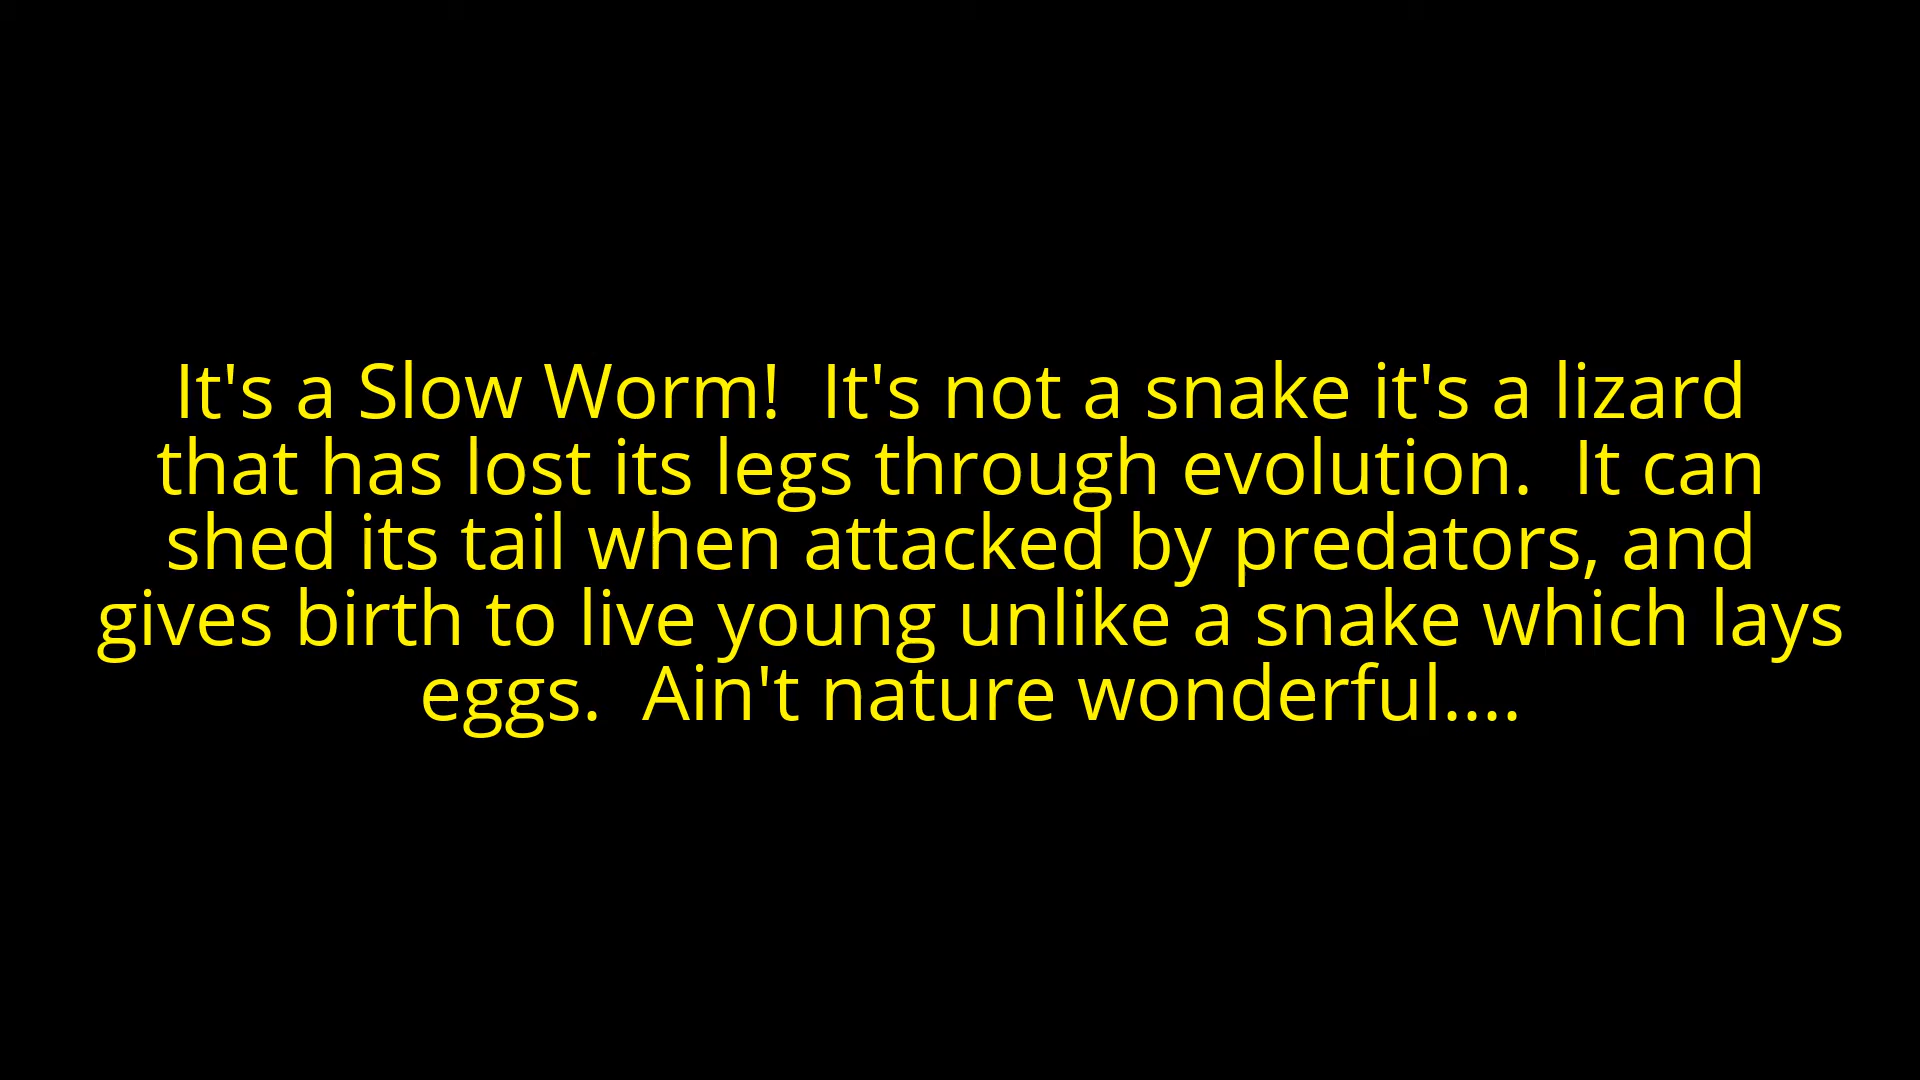 It's a Slow Worm!  It's not a snake it's a lizard
that has lost its legs through evolution.  It can
shed its tail when attacked by predators, and
gives birth to live young unlike a snake which lays
eggs.  Ain't nature wonderful....